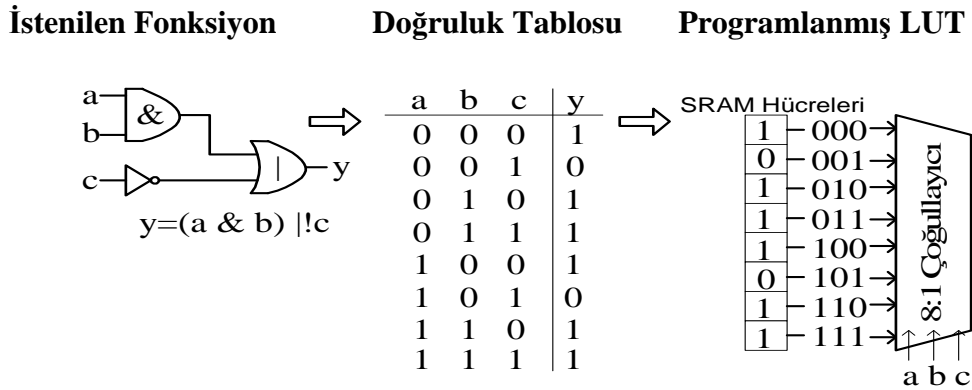 İstenilen Fonksiyon
Doğruluk Tablosu
Programlanmış LUT
a
b
&
c
|
y
y=(a & b) |!c
a b c y
0 0 0 1
0 0 1 0
0 1 0 1
0 1 1 1
1 0 0 1
1 0 1 0
1 1 0 1
1 1 1 1
SRAM Hücreleri
1 000
0 001
1 010
1 011
1 100
0 101
1 110
1 111
8:1 Çoğullayıcı
a b c